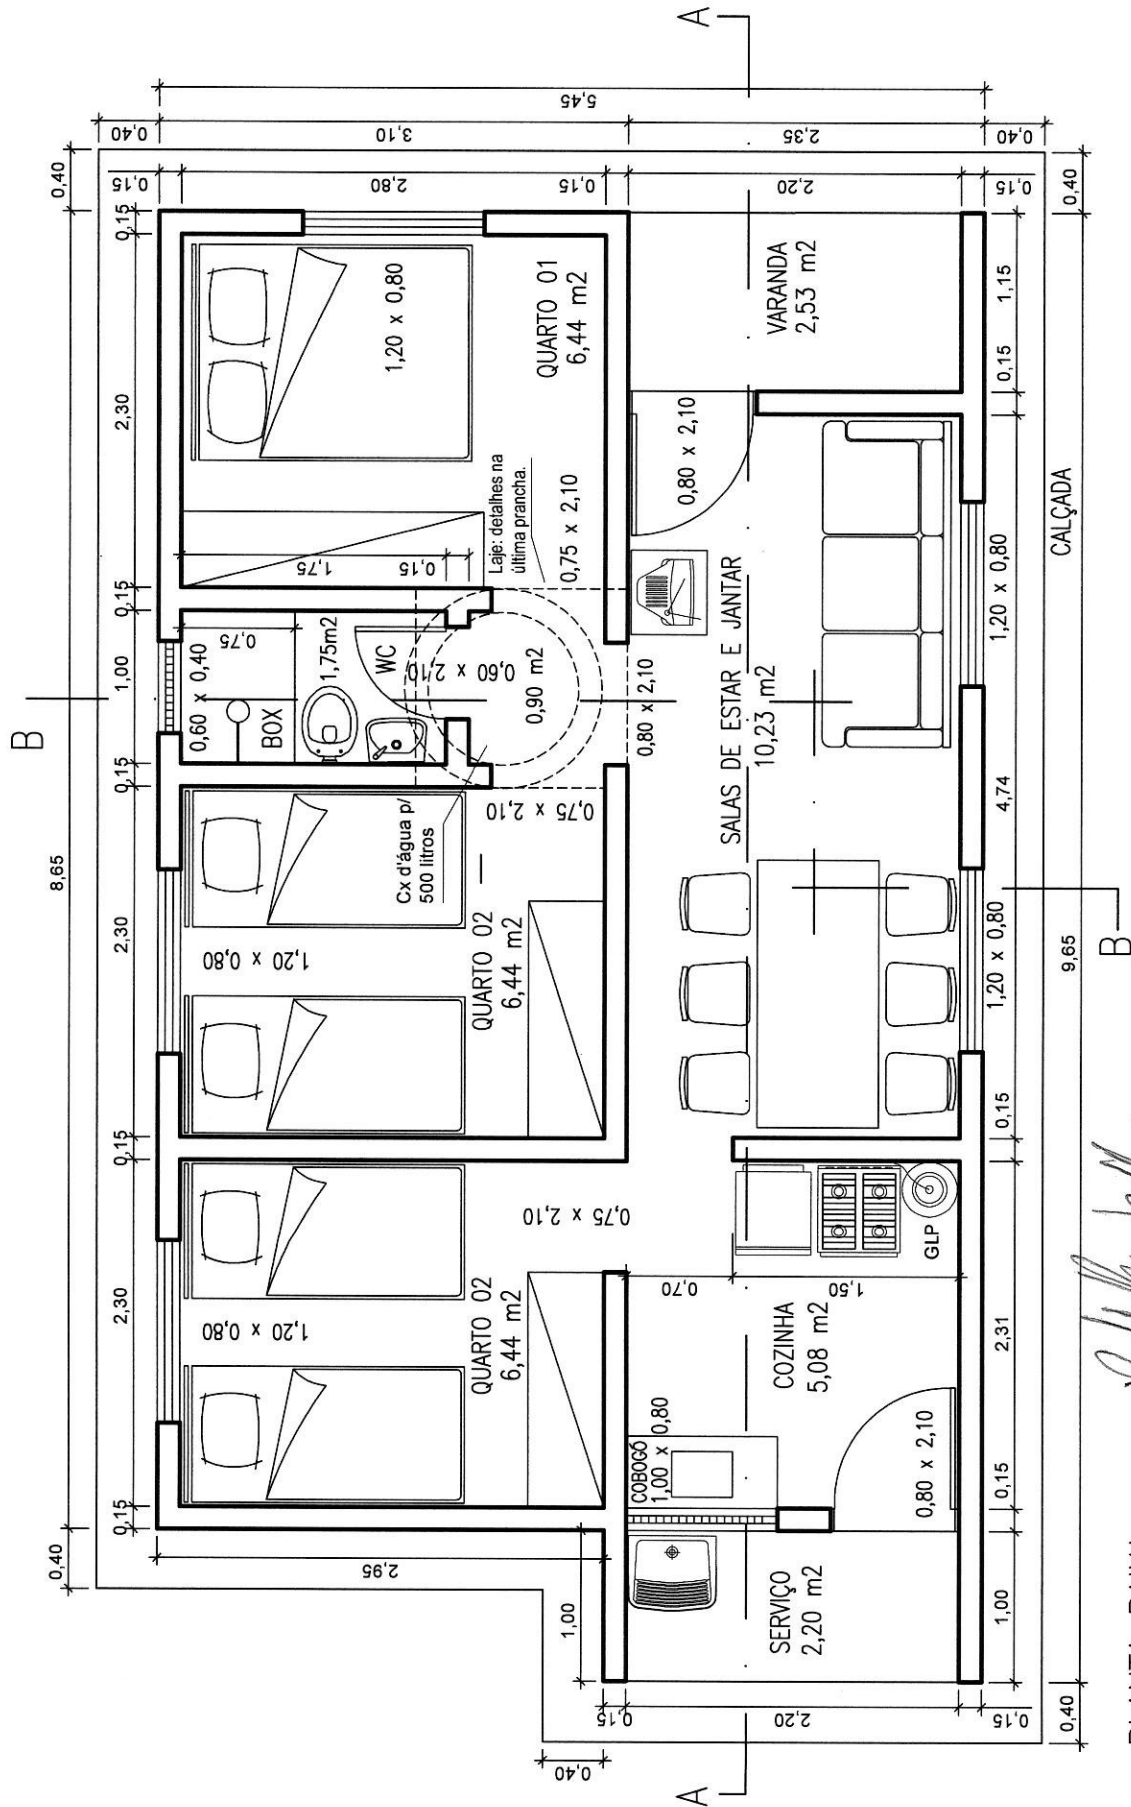 B
A
8,65
0,40
0,15
2,30
0,15
2,30
0,15
1,00
0,15
2,30
0,15
0,40
0,40
3,10
2,35
0,40
5,45
0,15
2,80
0,15
2,20
0,15
2,95
1,20 x 0,80
QUARTO 02
6,44 m2
0,75 x 2,10
1,20 x 0,80
QUARTO 02
6,44 m2
0,75 x 2,10
Cx d'água p/
500 litros
0,60 x 0,40
BOX
0,75
1,75m2
WC
0,60 x 2,10
0,90 m2
0,80 x 2,10
1,75
0,15
Laje: detalhes na
última prancha.
0,75 x 2,10
1,20 x 0,80
QUARTO 01
6,44 m2
1,00
SERVIÇO
2,20 m2
COBOGÓ
1,00 x 0,80
COZINHA
5,08 m2
0,80 x 2,10
0,70
1,50
GLP
SALAS DE ESTAR E JANTAR
10,23 m2
0,80 x 2,10
VARANDA
2,53 m2
1,20 x 0,80
1,20 x 0,80
0,40
0,15
2,20
0,15
1,00
0,15
2,31
0,15
4,74
0,15
1,15
CALÇADA
0,40
9,65
0,40
A
B